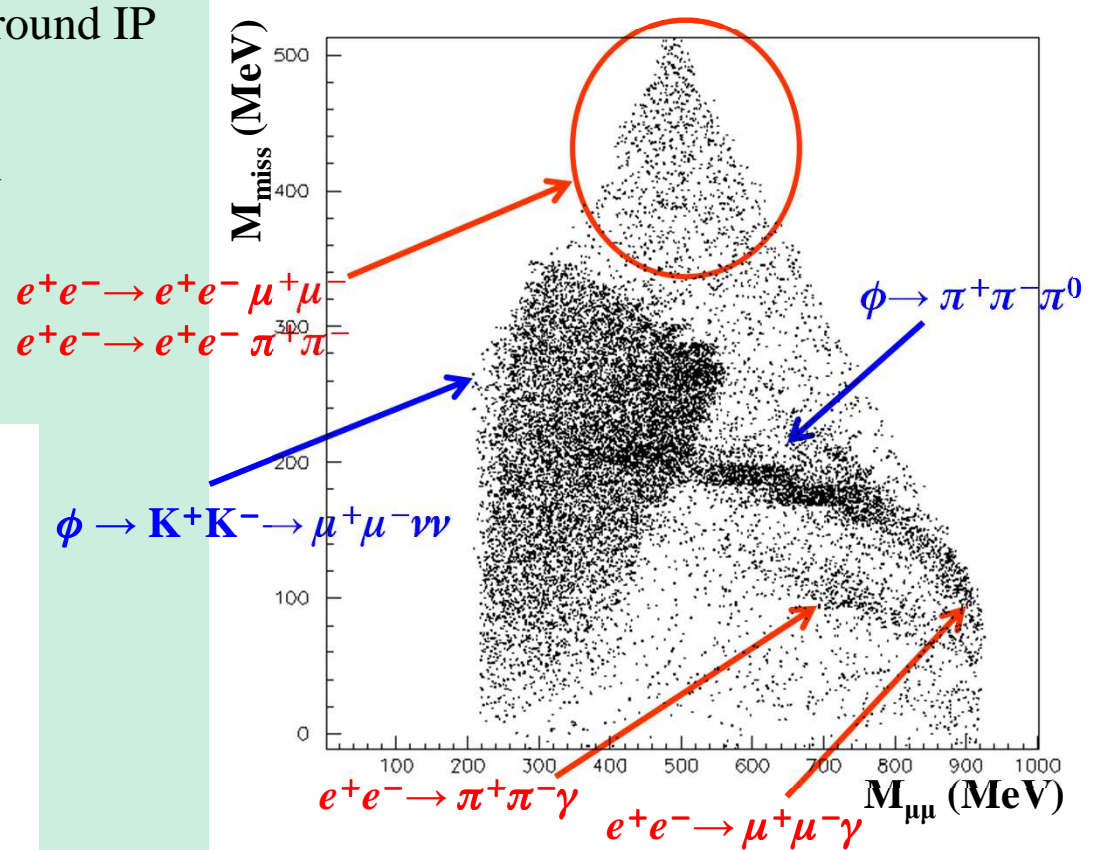 round IP
M_miss (MeV)
500
400
300
200
100
0
e⁺e⁻→ e⁺e⁻ μ⁺μ⁻
e⁺e⁻→ e⁺e⁻ π⁺π⁻
ϕ→ π⁺π⁻π⁰
ϕ → K⁺K⁻→ μ⁺μ⁻νν
100 200 300 400 500 600 700 800 900 1000
e⁺e⁻→ π⁺π⁻γ
e⁺e⁻→ μ⁺μ⁻γ
M_μμ (MeV)